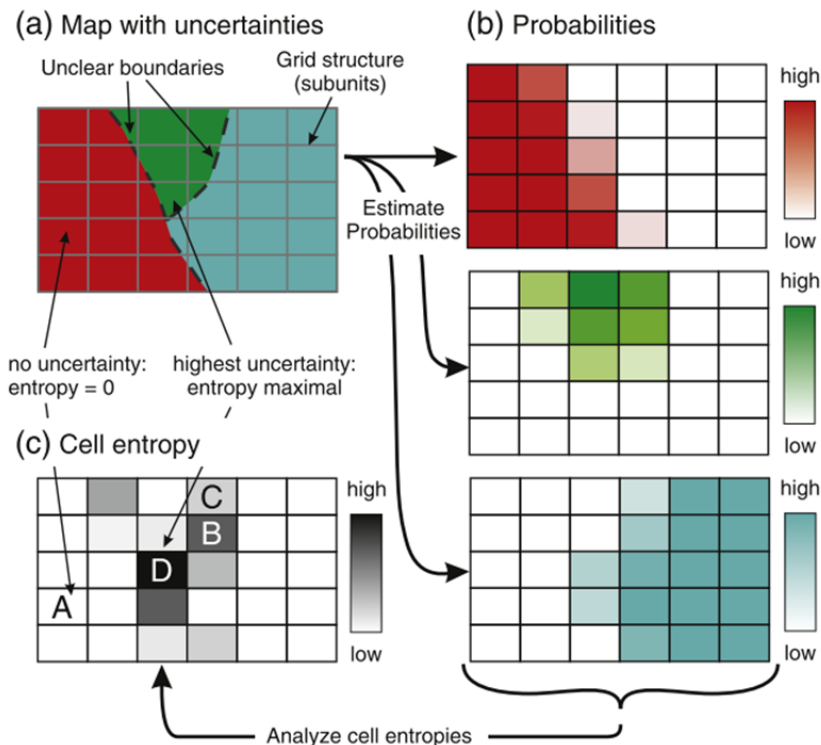 (a) Map with uncertainties
Unclear boundaries
Grid structure
(subunits)
Estimate
Probabilities
no uncertainty:
entropy = 0
highest uncertainty:
entropy maximal
(b) Probabilities
high
low
high
low
high
low
(c) Cell entropy
C
B
D
A
high
low
Analyze cell entropies